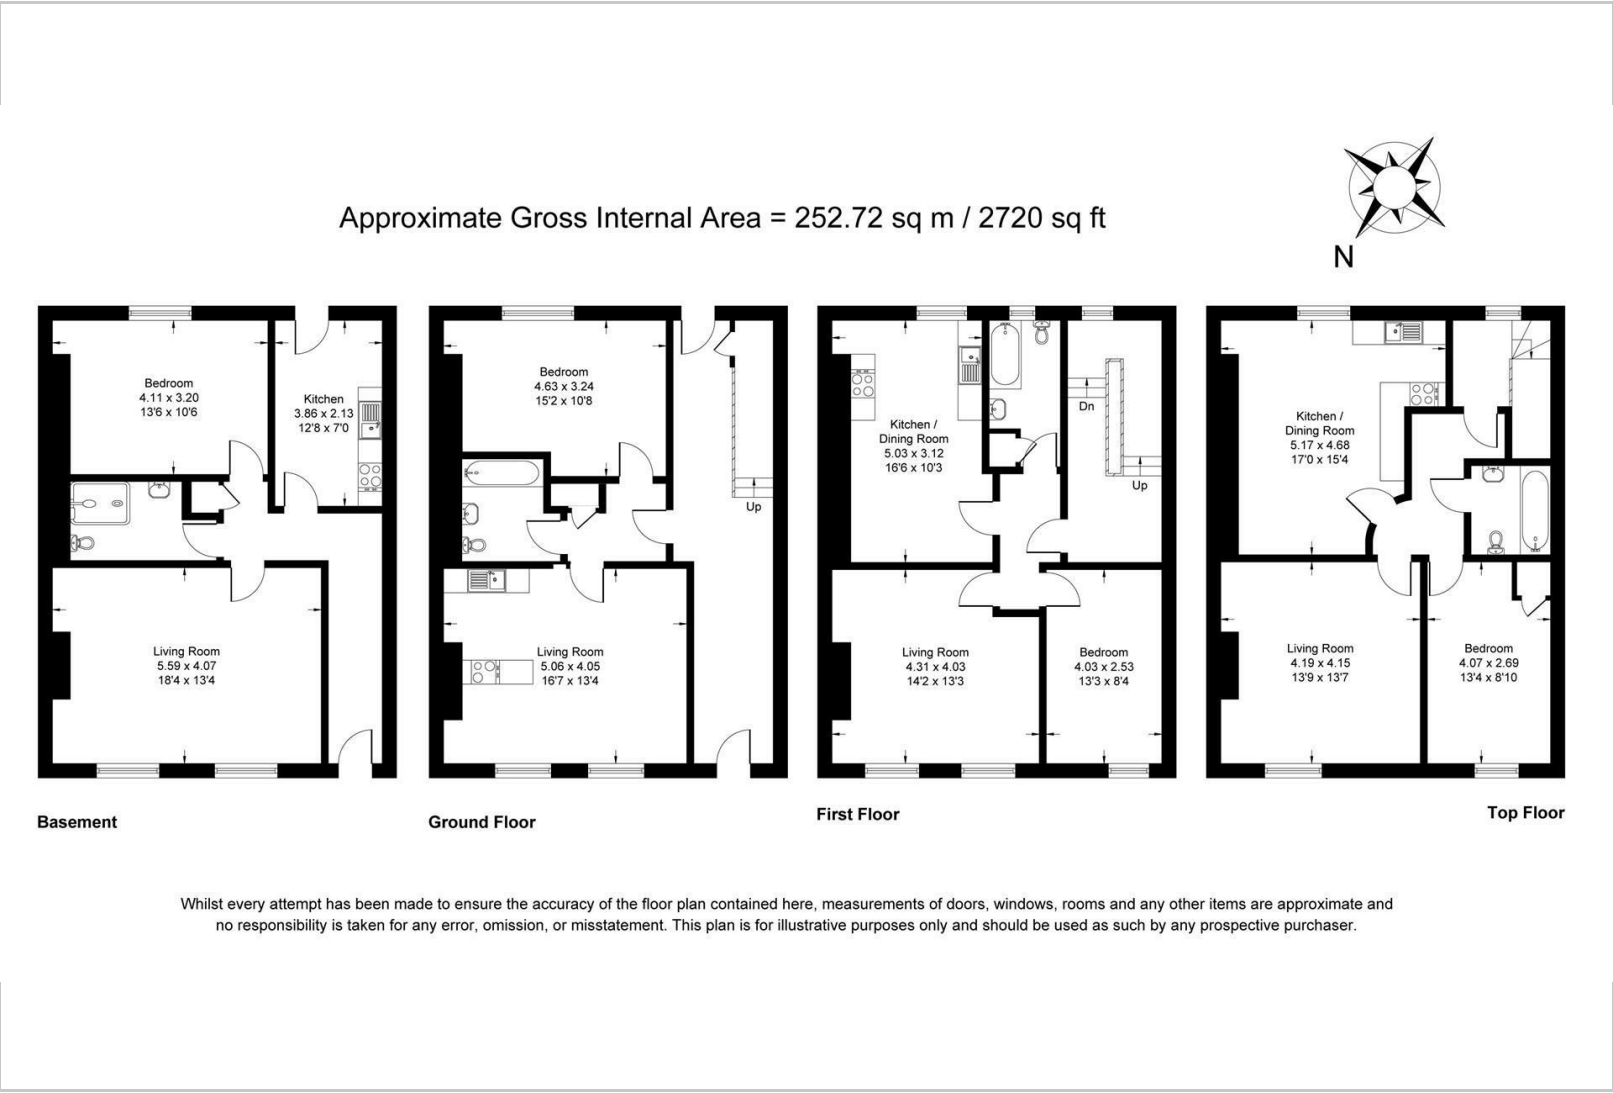 Approximate Gross Internal Area = 252.72 sq m / 2720 sq ft
N
Bedroom
4.11 x 3.20
13'6 x 10'6
Kitchen
3.86 x 2.13
12'8 x 7'0
Living Room
5.59 x 4.07
18'4 x 13'4
Basement
Bedroom
4.63 x 3.24
15'2 x 10'8
Up
Living Room
5.06 x 4.05
16'7 x 13'4
Ground Floor
Kitchen /
Dining Room
5.03 x 3.12
16'6 x 10'3
Dn
Up
Living Room
4.31 x 4.03
14'2 x 13'3
Bedroom
4.03 x 2.53
13'3 x 8'4
First Floor
Kitchen /
Dining Room
5.17 x 4.68
17'0 x 15'4
Living Room
4.19 x 4.15
13'9 x 13'7
Bedroom
4.07 x 2.69
13'4 x 8'10
Top Floor
Whilst every attempt has been made to ensure the accuracy of the floor plan contained here, measurements of doors, windows, rooms and any other items are approximate and
no responsibility is taken for any error, omission, or misstatement. This plan is for illustrative purposes only and should be used as such by any prospective purchaser.